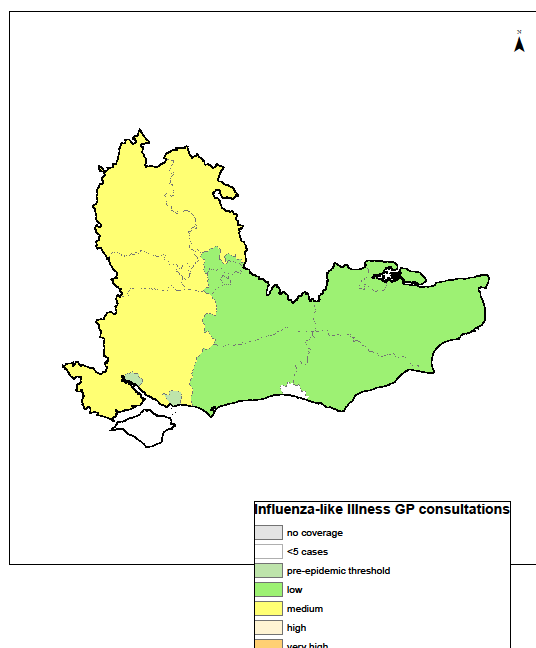 N
Influenza-like Illness GP consultations
no coverage
<5 cases
pre-epidemic threshold
low
medium
high
very high